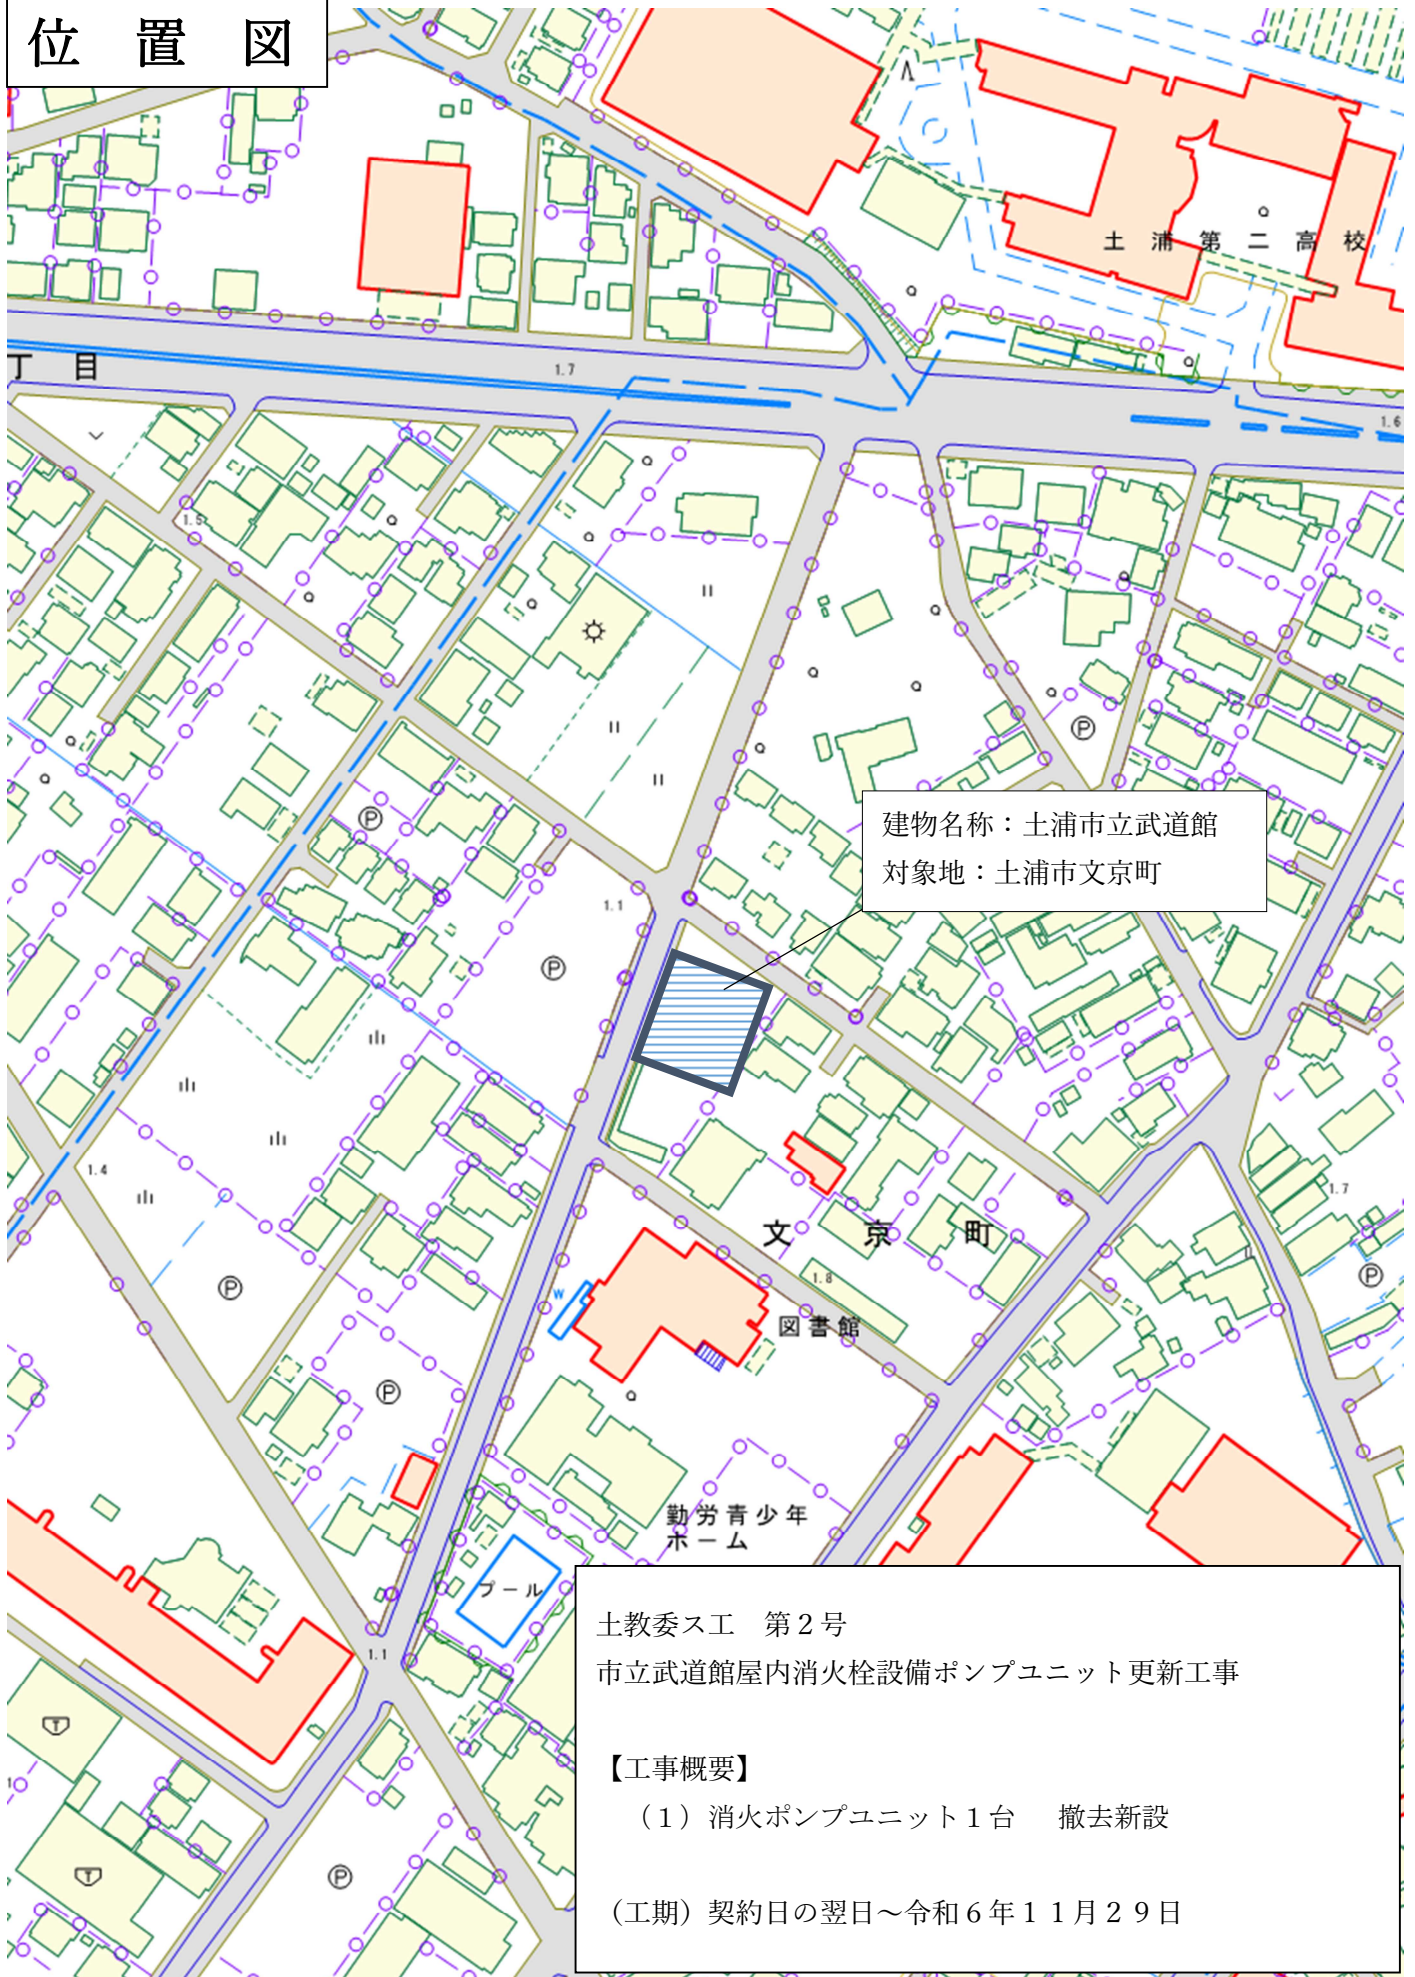 位置図
土浦第二高校
丁目
1.7
1.6
1.5
Ⓟ
Ⓟ
建物名称：土浦市立武道館
対象地：土浦市文京町
1.1
Ⓟ
1.4
1.7
文京町
Ⓟ
Ⓟ
1.8
W
図書館
Ⓟ
勤労青少年
ホーム
プール
1.1
土教委ス工　第２号
市立武道館屋内消火栓設備ポンプユニット更新工事
【工事概要】
（１）消火ポンプユニット１台　撤去新設
Ⓟ
（工期）契約日の翌日～令和６年１１月２９日